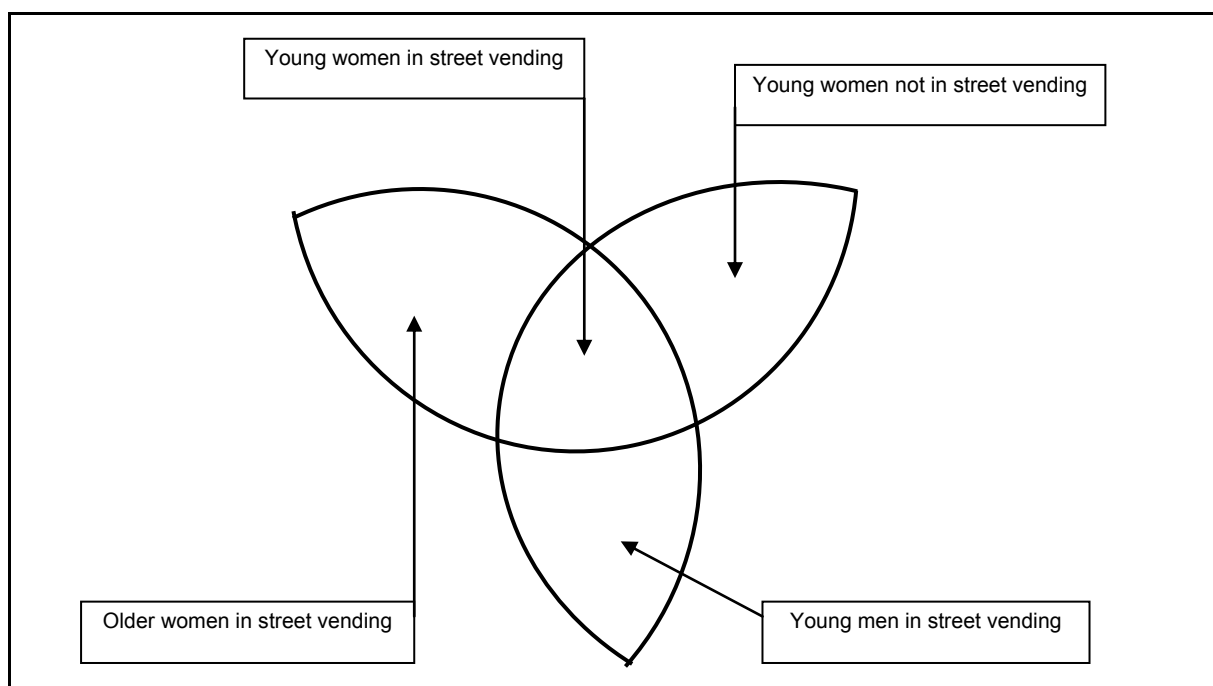 Young women in street vending
Young women not in street vending
Older women in street vending
Young men in street vending